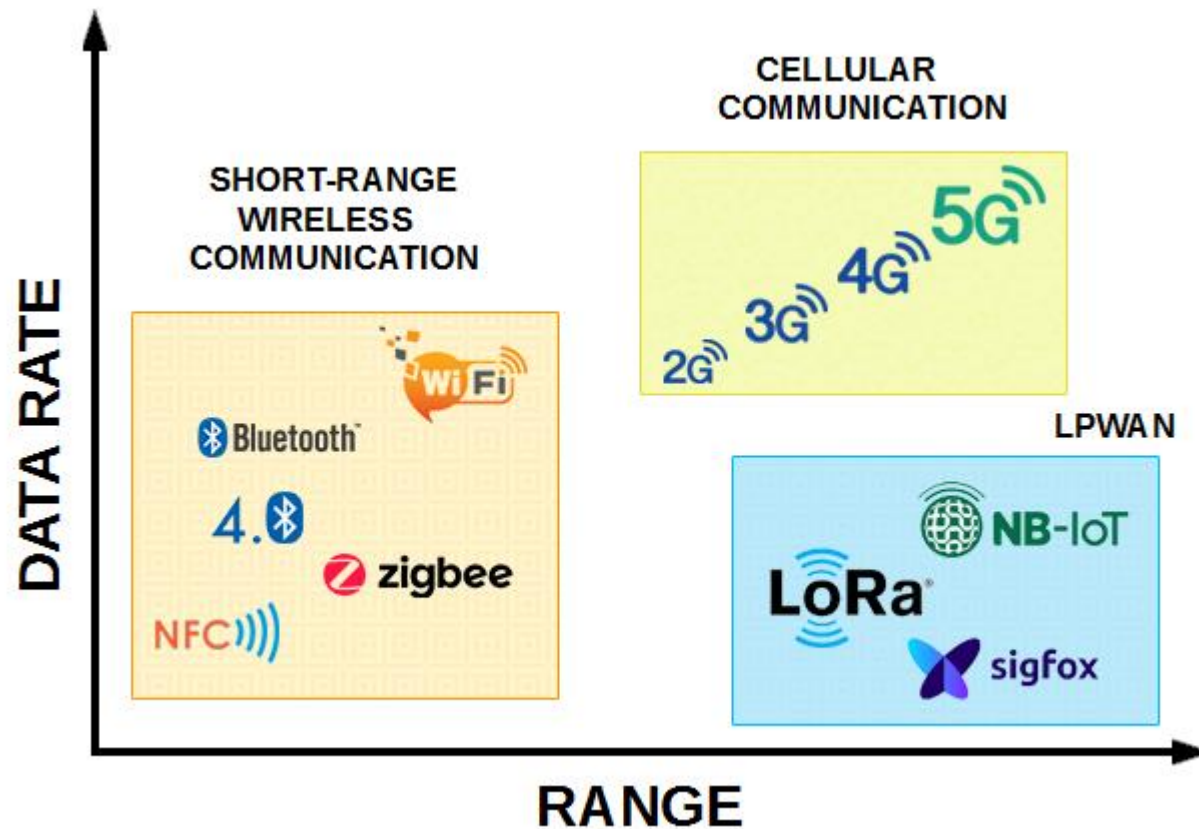 CELLULAR
COMMUNICATION
SHORT-RANGE
WIRELESS
COMMUNICATION
5G
4G
3G
2G
WiFi
Bluetooth™
4.0
zigbee
NFC
LPWAN
NB-IoT
LoRa®
sigfox
DATA RATE
RANGE